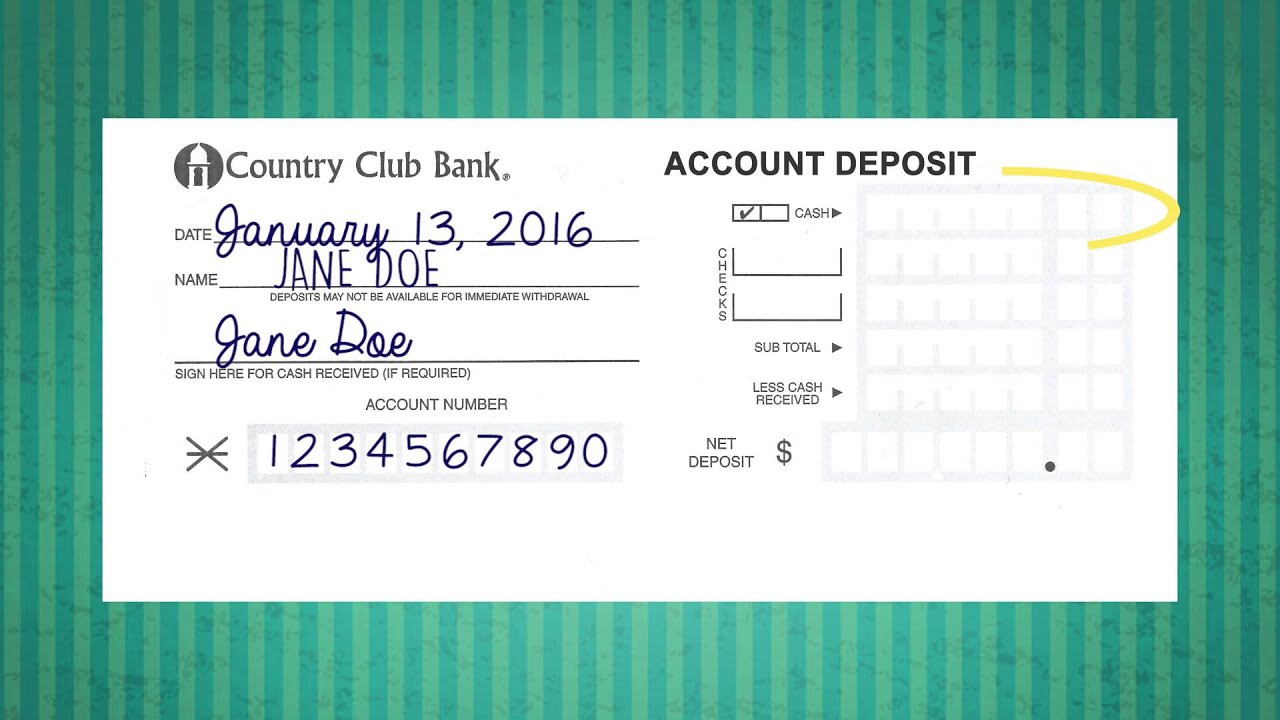 Country Club Bank®
ACCOUNT DEPOSIT
DATE January 13, 2016
NAME JANE DOE
DEPOSITS MAY NOT BE AVAILABLE FOR IMMEDIATE WITHDRAWAL
Jane Doe
SIGN HERE FOR CASH RECEIVED (IF REQUIRED)
ACCOUNT NUMBER
1234567890
✓ CASH
CHECKS
SUB TOTAL
LESS CASH
RECEIVED
NET
DEPOSIT $ .